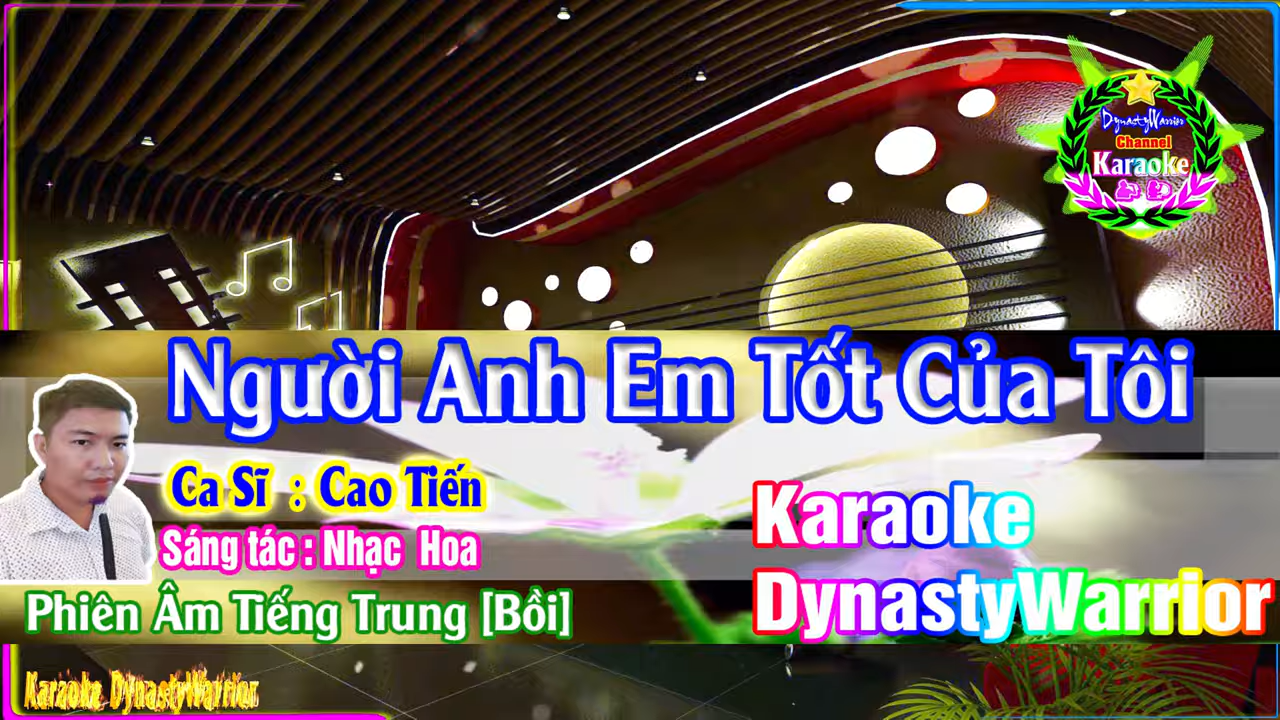 DynastyWarrior
Channel
Karaoke
Người Anh Em Tốt Của Tôi
Ca Sĩ : Cao Tiến
Sáng tác : Nhạc Hoa
Phiên Âm Tiếng Trung [Bồi]
Karaoke
DynastyWarrior
Karaoke DynastyWarrior